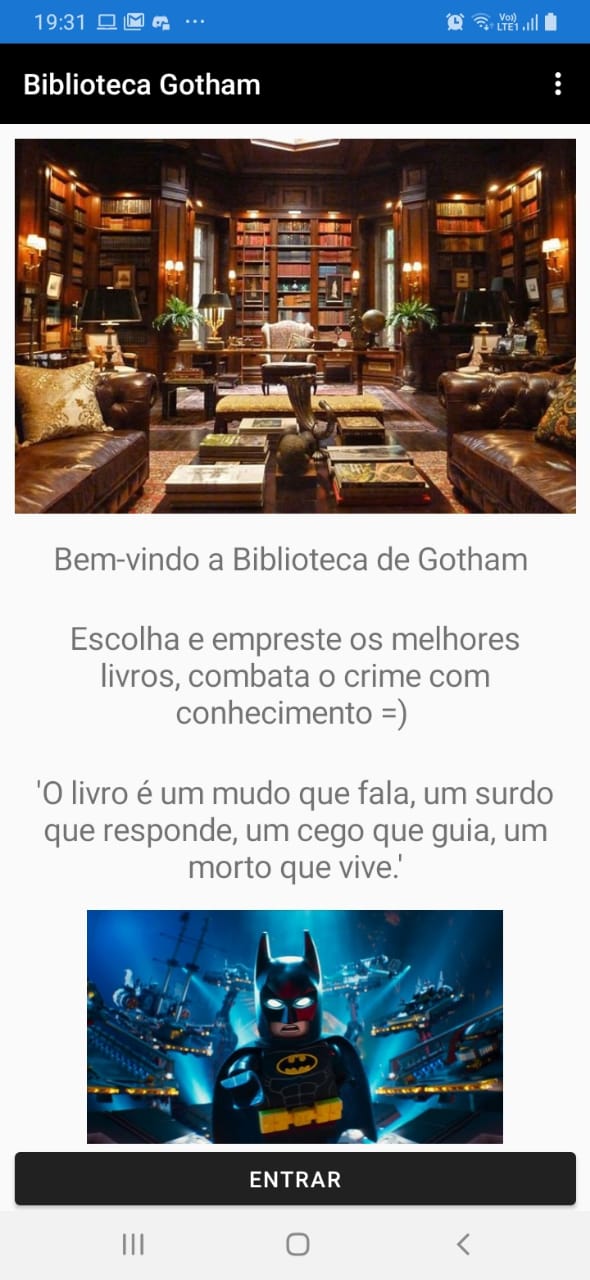 19:31
Vo)) LTE1
Biblioteca Gotham
Bem-vindo a Biblioteca de Gotham
Escolha e empreste os melhores
livros, combata o crime com
conhecimento =)
'O livro é um mudo que fala, um surdo
que responde, um cego que guia, um
morto que vive.'
ENTRAR